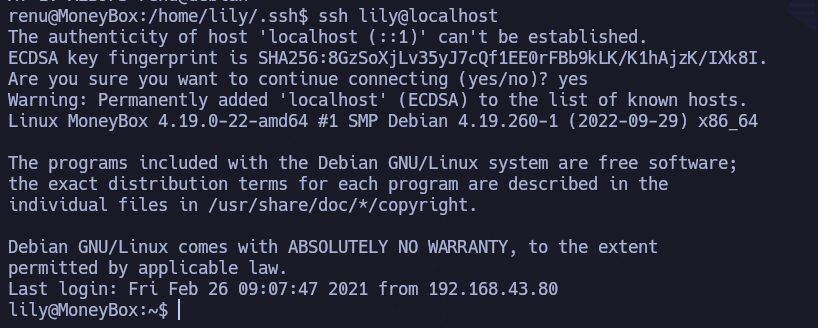 renu@MoneyBox:/home/lily/.ssh$ ssh lily@localhost
The authenticity of host 'localhost (::1)' can't be established.
ECDSA key fingerprint is SHA256:8GzSoXjLv35yJ7cQf1EE0rFBb9kLK/K1hAjzK/IXk8I.
Are you sure you want to continue connecting (yes/no)? yes
Warning: Permanently added 'localhost' (ECDSA) to the list of known hosts.
Linux MoneyBox 4.19.0-22-amd64 #1 SMP Debian 4.19.260-1 (2022-09-29) x86_64
The programs included with the Debian GNU/Linux system are free software;
the exact distribution terms for each program are described in the
individual files in /usr/share/doc/*/copyright.
Debian GNU/Linux comes with ABSOLUTELY NO WARRANTY, to the extent
permitted by applicable law.
Last login: Fri Feb 26 09:07:47 2021 from 192.168.43.80
lily@MoneyBox:~$